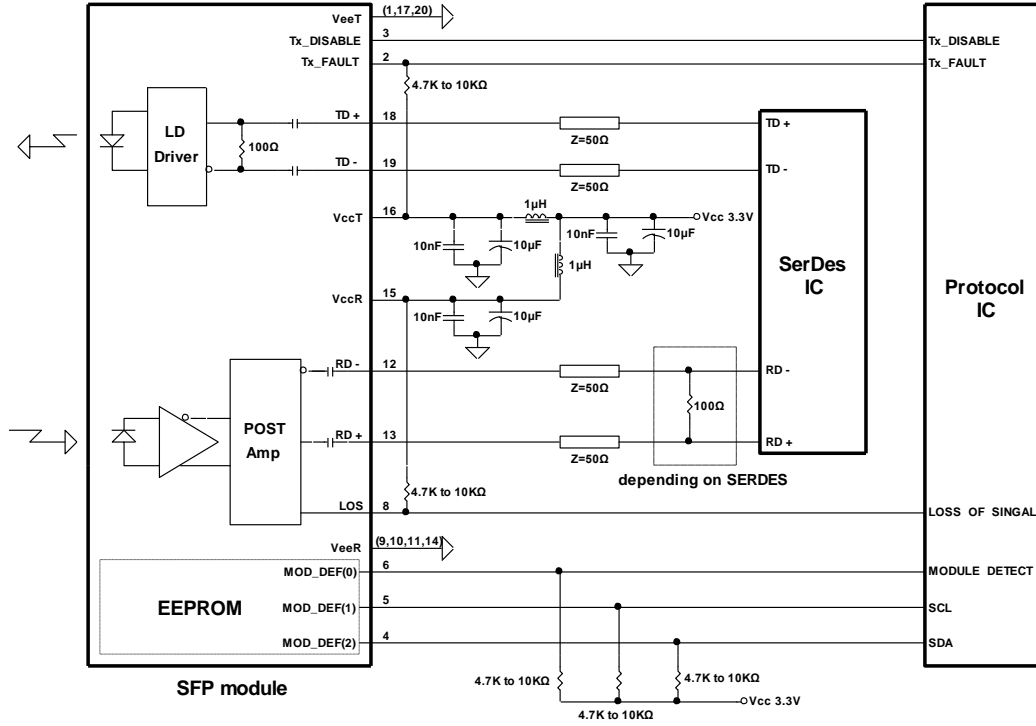 VeeT (1,17,20)
Tx_DISABLE 3 Tx_DISABLE
Tx_FAULT 2 Tx_FAULT
4.7K to 10KΩ
LD
Driver
100Ω
TD + 18 Z=50Ω TD +
TD - 19 Z=50Ω TD -
VccT 16
10nF 10µF
1µH
10nF 10µF
Vcc 3.3V
1µH
SerDes
IC
Protocol
IC
VccR 15
10nF 10µF
RD - 12 Z=50Ω RD -
100Ω
POST
Amp
RD + 13 Z=50Ω RD +
depending on SERDES
4.7K to 10KΩ
LOS 8 LOSS OF SINGAL
VeeR (9,10,11,14)
MOD_DEF(0) 6 MODULE DETECT
EEPROM
MOD_DEF(1) 5 SCL
MOD_DEF(2) 4 SDA
SFP module
4.7K to 10KΩ
4.7K to 10KΩ
4.7K to 10KΩ
Vcc 3.3V